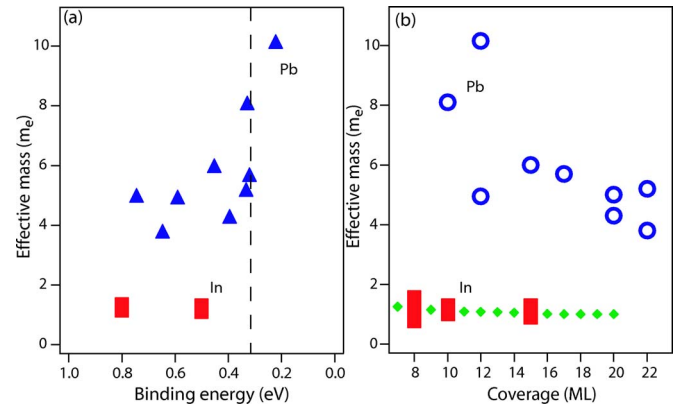 (a)
Effective mass (mₑ)
10
8
6
4
2
0
Pb
In
1.0 0.8 0.6 0.4 0.2 0.0
Binding energy (eV)
(b)
Effective mass (mₑ)
10
8
6
4
2
0
Pb
In
8 10 12 14 16 18 20 22
Coverage (ML)